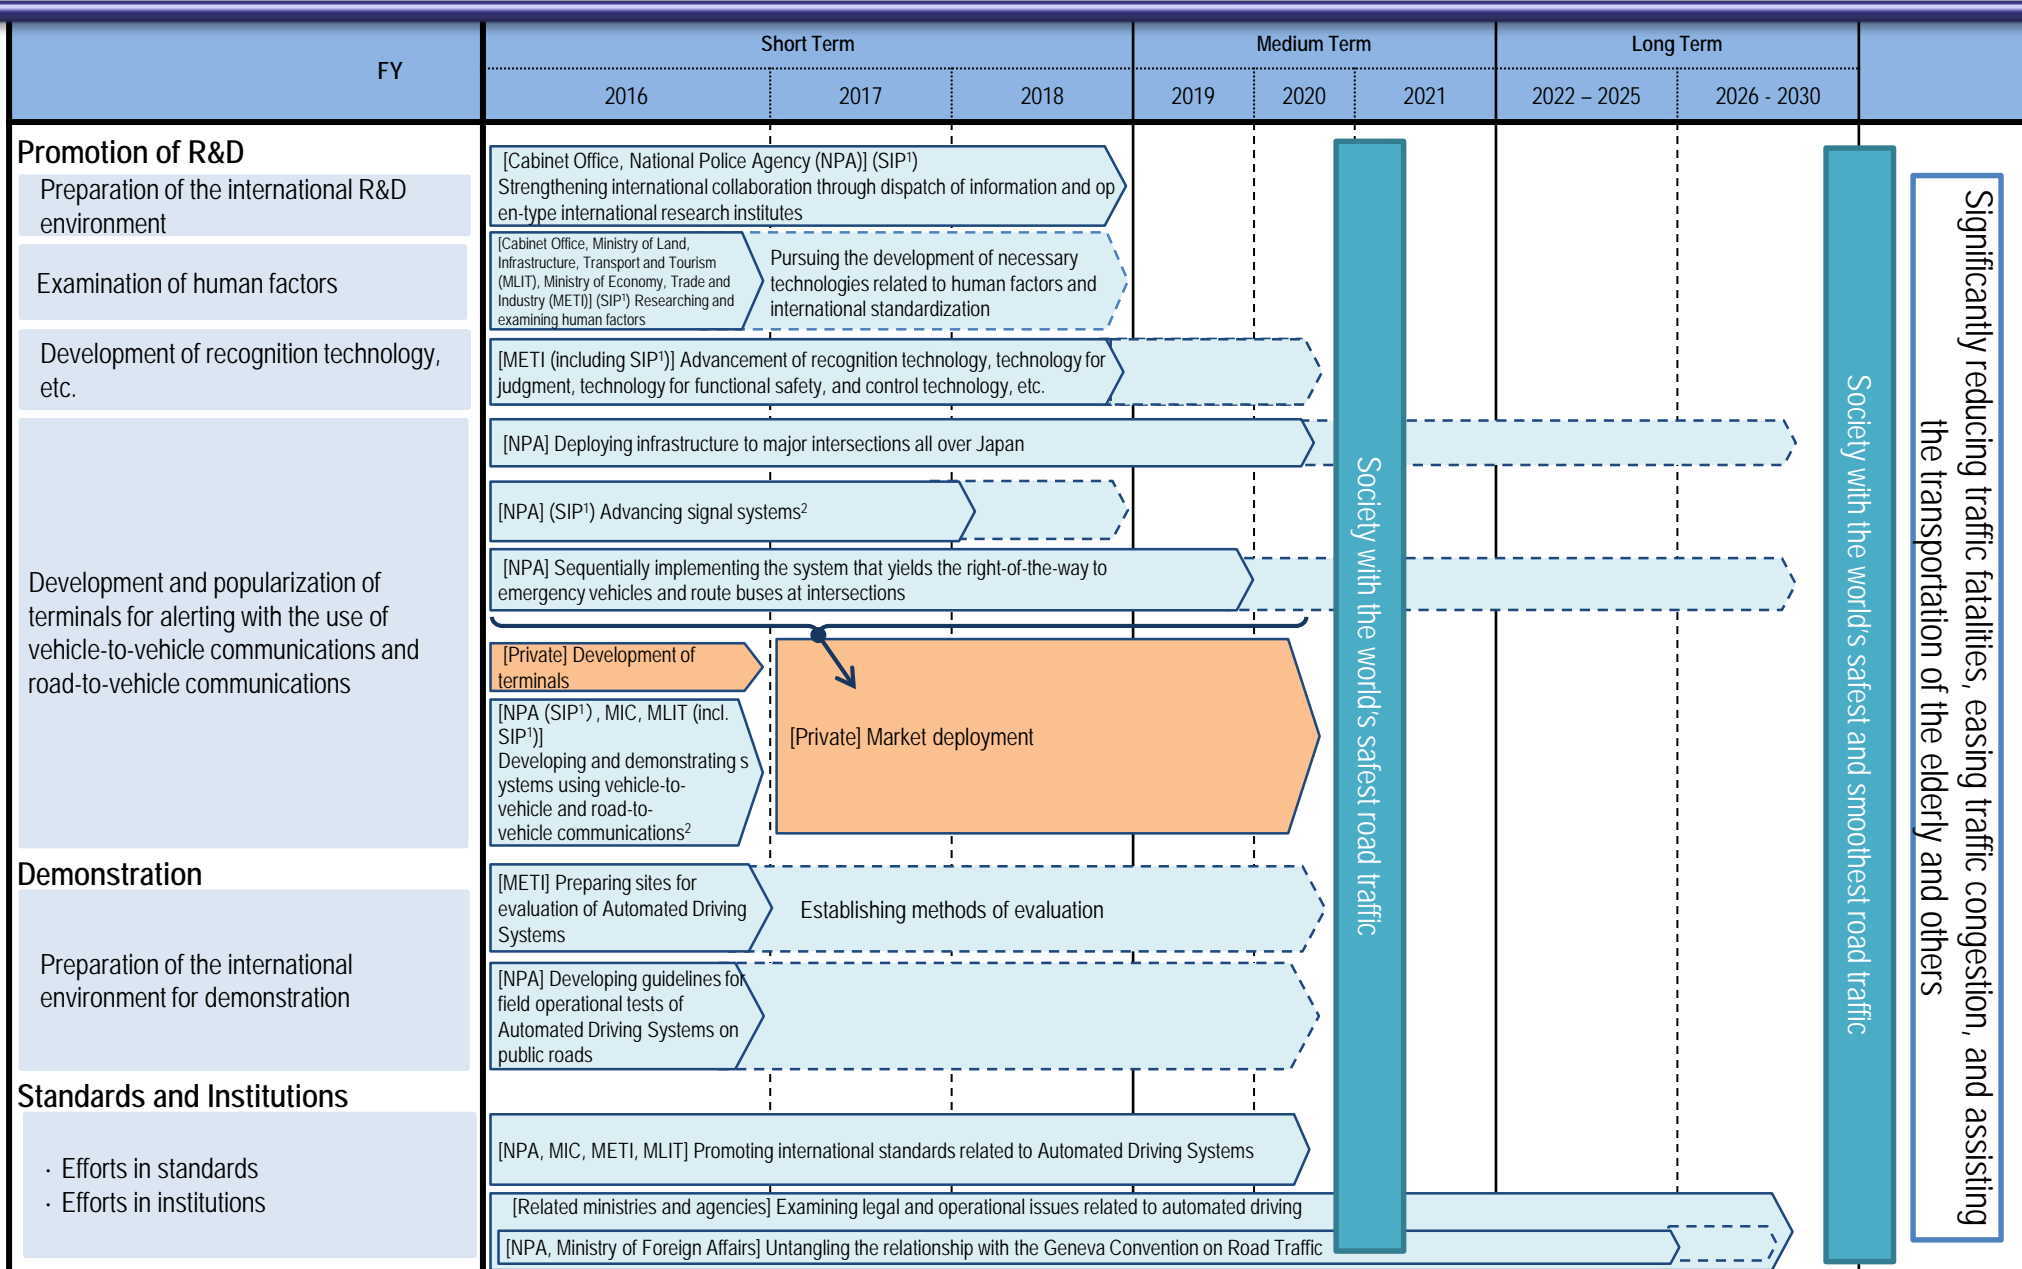 FY
Short Term
Medium Term
Long Term
2016
2017
2018
2019
2020
2021
2022 – 2025
2026 - 2030
Promotion of R&D
Preparation of the international R&D
environment
[Cabinet Office, National Police Agency (NPA)] (SIP¹)
Strengthening international collaboration through dispatch of information and op
en-type international research institutes
Examination of human factors
[Cabinet Office, Ministry of Land,
Infrastructure, Transport and Tourism
(MLIT), Ministry of Economy, Trade and
Industry (METI)] (SIP¹) Researching and
examining human factors
Pursuing the development of necessary
technologies related to human factors and
international standardization
Development of recognition technology,
etc.
[METI (including SIP¹)] Advancement of recognition technology, technology for
judgment, technology for functional safety, and control technology, etc.
Development and popularization of
terminals for alerting with the use of
vehicle-to-vehicle communications and
road-to-vehicle communications
[NPA] Deploying infrastructure to major intersections all over Japan
[NPA] (SIP¹) Advancing signal systems²
[NPA] Sequentially implementing the system that yields the right-of-the-way to
emergency vehicles and route buses at intersections
[Private] Development of
terminals
[NPA (SIP¹) , MIC, MLIT (incl.
SIP¹)]
Developing and demonstrating s
ystems using vehicle-to-
vehicle and road-to-
vehicle communications²
[Private] Market deployment
Demonstration
Preparation of the international
environment for demonstration
[METI] Preparing sites for
evaluation of Automated Driving
Systems
Establishing methods of evaluation
[NPA] Developing guidelines for
field operational tests of
Automated Driving Systems on
public roads
Standards and Institutions
· Efforts in standards
· Efforts in institutions
[NPA, MIC, METI, MLIT] Promoting international standards related to Automated Driving Systems
[Related ministries and agencies] Examining legal and operational issues related to automated driving
[NPA, Ministry of Foreign Affairs] Untangling the relationship with the Geneva Convention on Road Traffic
Society with the world's safest road traffic
Society with the world's safest and smoothest road traffic
Significantly reducing traffic fatalities, easing traffic congestion, and assisting
the transportation of the elderly and others